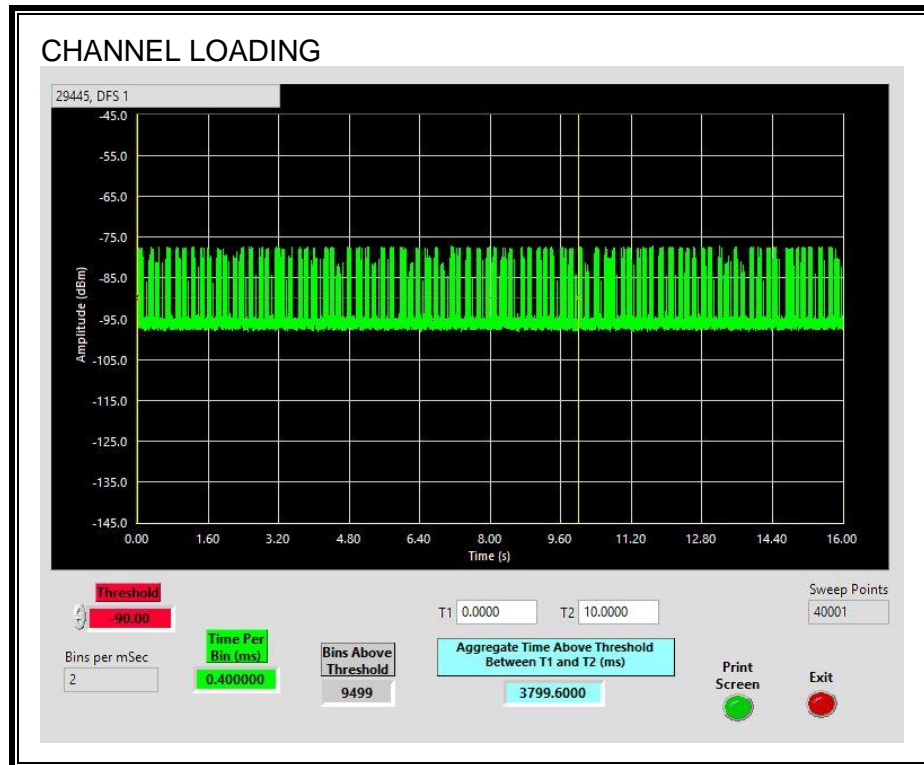 CHANNEL LOADING
29445, DFS 1
-45.0
-55.0
-65.0
-75.0
-85.0
-95.0
-105.0
-115.0
-125.0
-135.0
-145.0
Amplitude (dBm)
0.00 1.60 3.20 4.80 6.40 8.00 9.60 11.20 12.80 14.40 16.00
Time (s)
Threshold
-90.00
Bins per mSec
2
Time Per
Bin (ms)
0.400000
Bins Above
Threshold
9499
T1 0.0000 T2 10.0000
Aggregate Time Above Threshold
Between T1 and T2 (ms)
3799.6000
Sweep Points
40001
Print
Screen
Exit